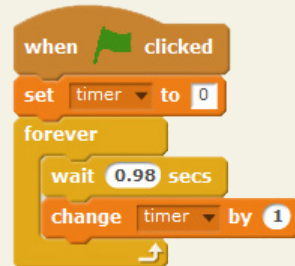 when clicked
set timer to 0
forever
wait 0.98 secs
change timer by 1